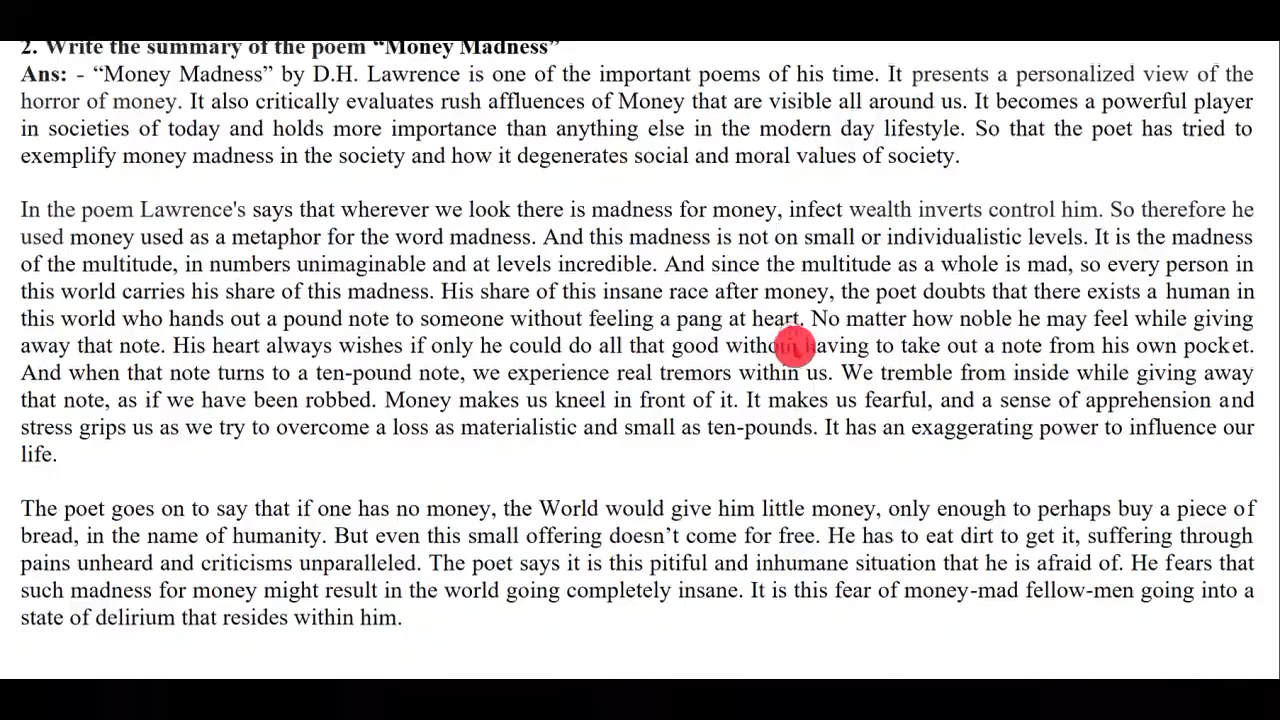 2. Write the summary of the poem “Money Madness”
Ans: - “Money Madness” by D.H. Lawrence is one of the important poems of his time. It presents a personalized view of the
horror of money. It also critically evaluates rush affluences of Money that are visible all around us. It becomes a powerful player
in societies of today and holds more importance than anything else in the modern day lifestyle. So that the poet has tried to
exemplify money madness in the society and how it degenerates social and moral values of society.
In the poem Lawrence's says that wherever we look there is madness for money, infect wealth inverts control him. So therefore he
used money used as a metaphor for the word madness. And this madness is not on small or individualistic levels. It is the madness
of the multitude, in numbers unimaginable and at levels incredible. And since the multitude as a whole is mad, so every person in
this world carries his share of this madness. His share of this insane race after money, the poet doubts that there exists a human in
this world who hands out a pound note to someone without feeling a pang at heart. No matter how noble he may feel while giving
away that note. His heart always wishes if only he could do all that good without having to take out a note from his own pocket.
And when that note turns to a ten-pound note, we experience real tremors within us. We tremble from inside while giving away
that note, as if we have been robbed. Money makes us kneel in front of it. It makes us fearful, and a sense of apprehension and
stress grips us as we try to overcome a loss as materialistic and small as ten-pounds. It has an exaggerating power to influence our
life.
The poet goes on to say that if one has no money, the World would give him little money, only enough to perhaps buy a piece of
bread, in the name of humanity. But even this small offering doesn’t come for free. He has to eat dirt to get it, suffering through
pains unheard and criticisms unparalleled. The poet says it is this pitiful and inhumane situation that he is afraid of. He fears that
such madness for money might result in the world going completely insane. It is this fear of money-mad fellow-men going into a
state of delirium that resides within him.